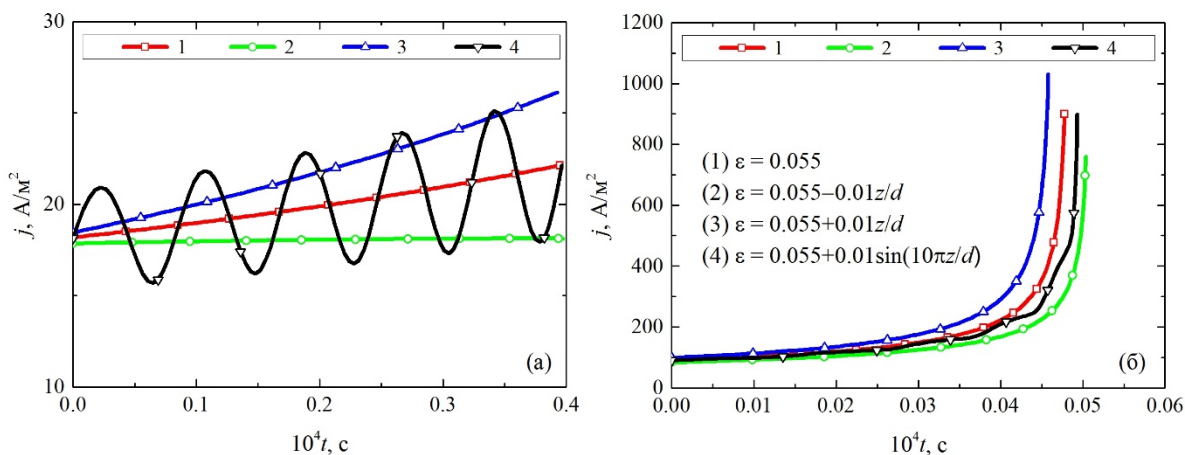 30
1 2 3 4
20
j, А/м²
10
(а)
0.0 0.1 0.2 0.3 0.4
10⁴t, с
1200
1 2 3 4
1000
800
(1) ε = 0.055
(2) ε = 0.055−0.01z/d
600
j, А/м²
(3) ε = 0.055+0.01z/d
(4) ε = 0.055+0.01sin(10πz/d)
400
200
(б)
0
0.00 0.01 0.02 0.03 0.04 0.05 0.06
10⁴t, с